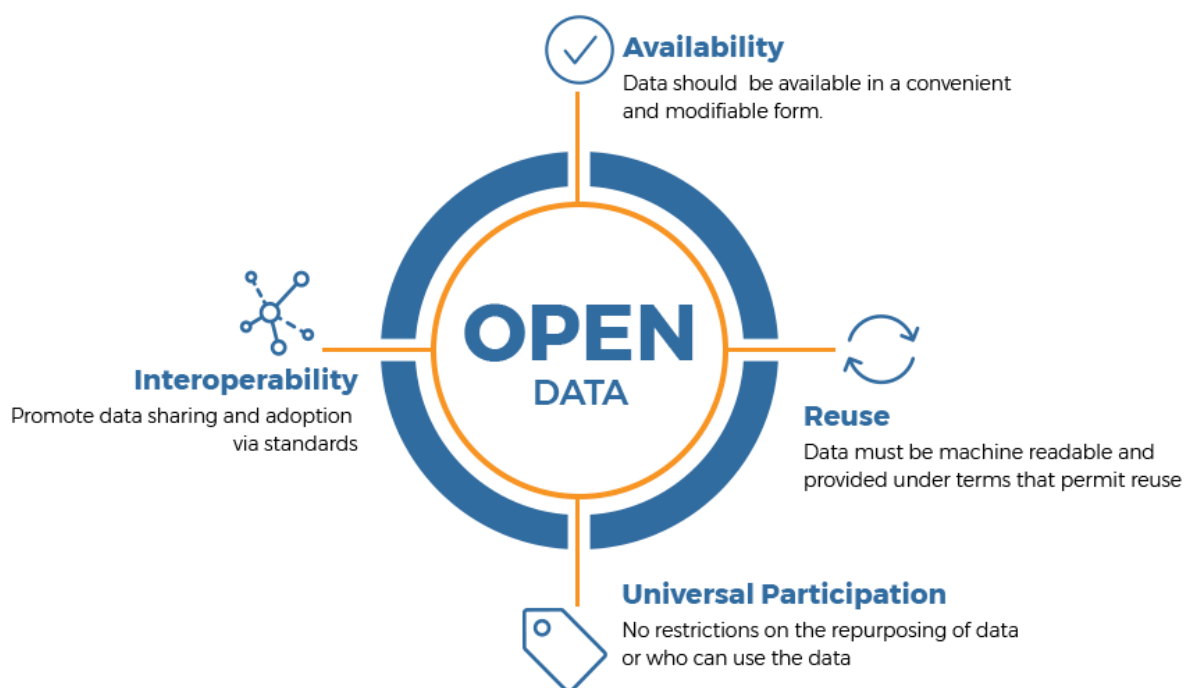 Availability
Data should be available in a convenient
and modifiable form.
OPEN
DATA
Interoperability
Promote data sharing and adoption
via standards
Reuse
Data must be machine readable and
provided under terms that permit reuse
Universal Participation
No restrictions on the repurposing of data
or who can use the data